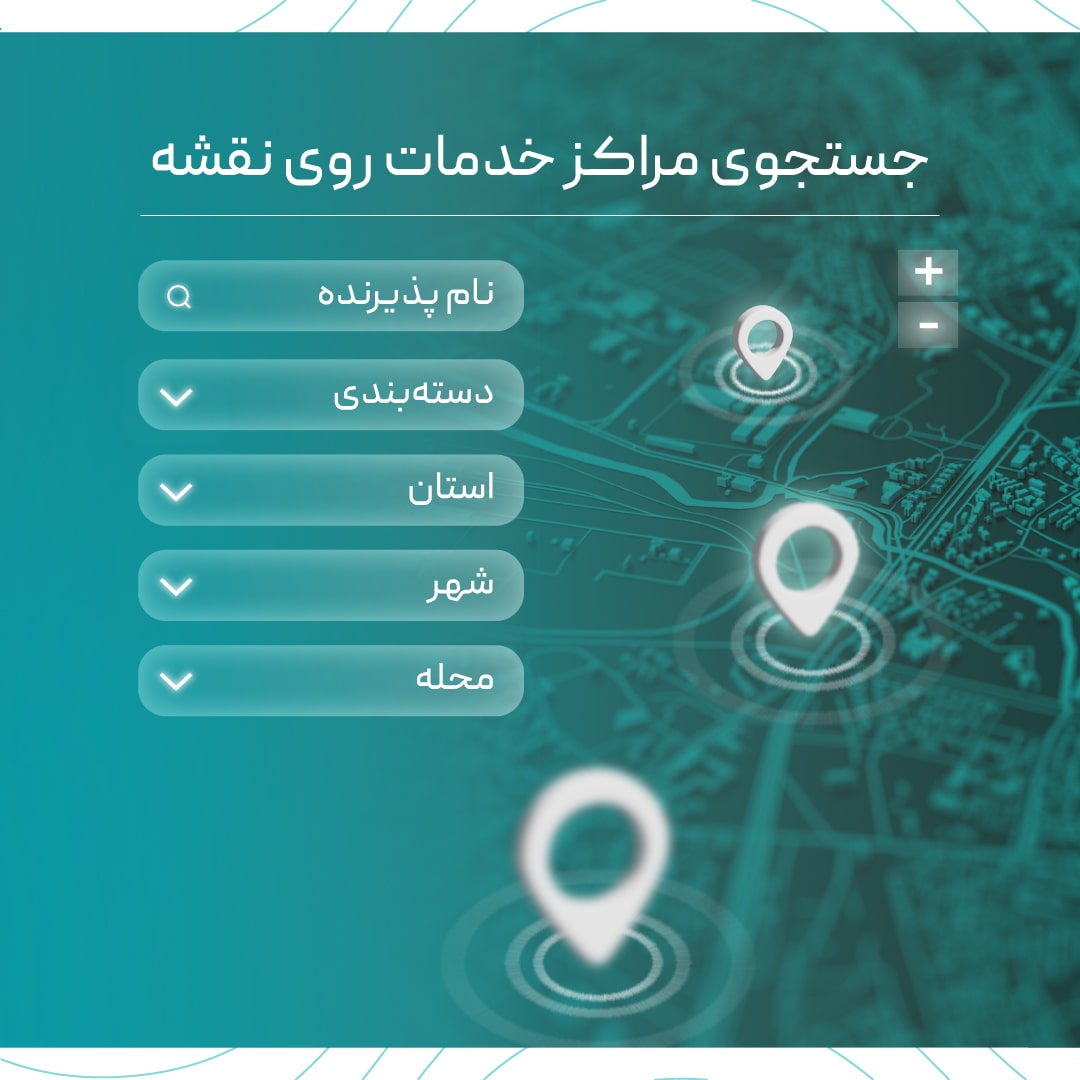 جستجوی مراکز خدمات روی نقشه
نام پذیرنده
دسته‌بندی
استان
شهر
محله
+
-